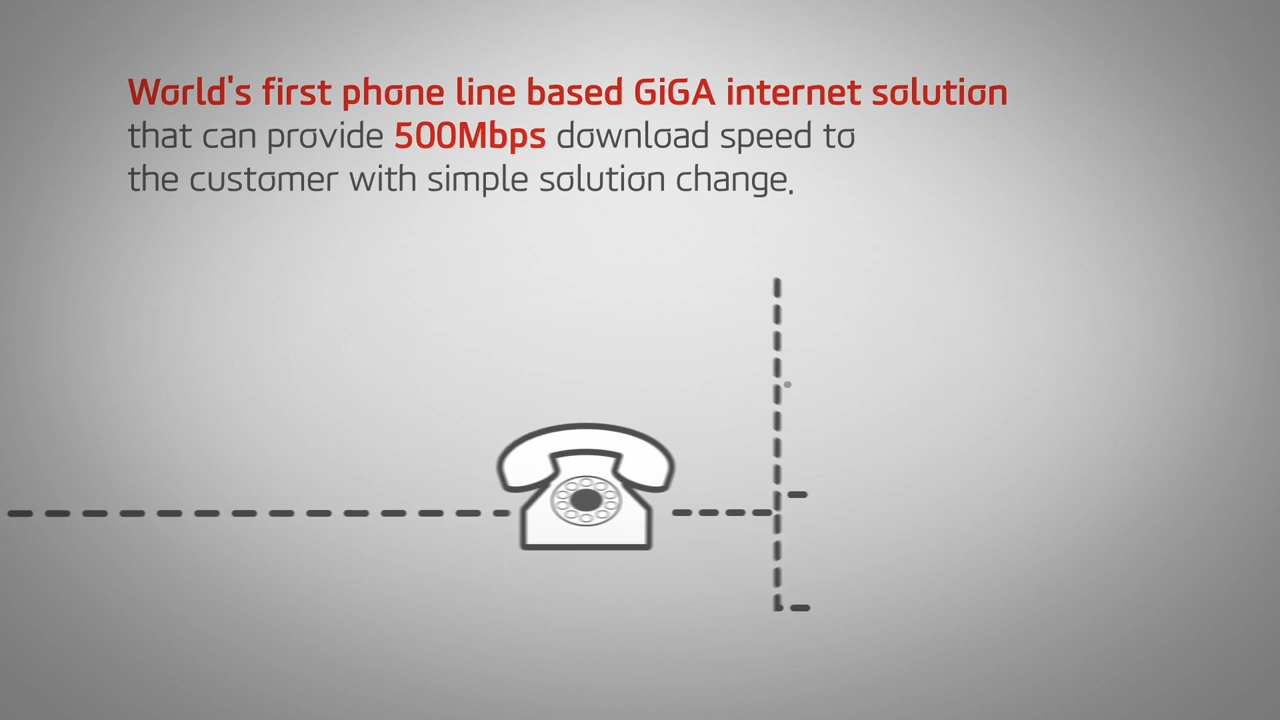 World's first phone line based GiGA internet solution
that can provide 500Mbps download speed to
the customer with simple solution change.